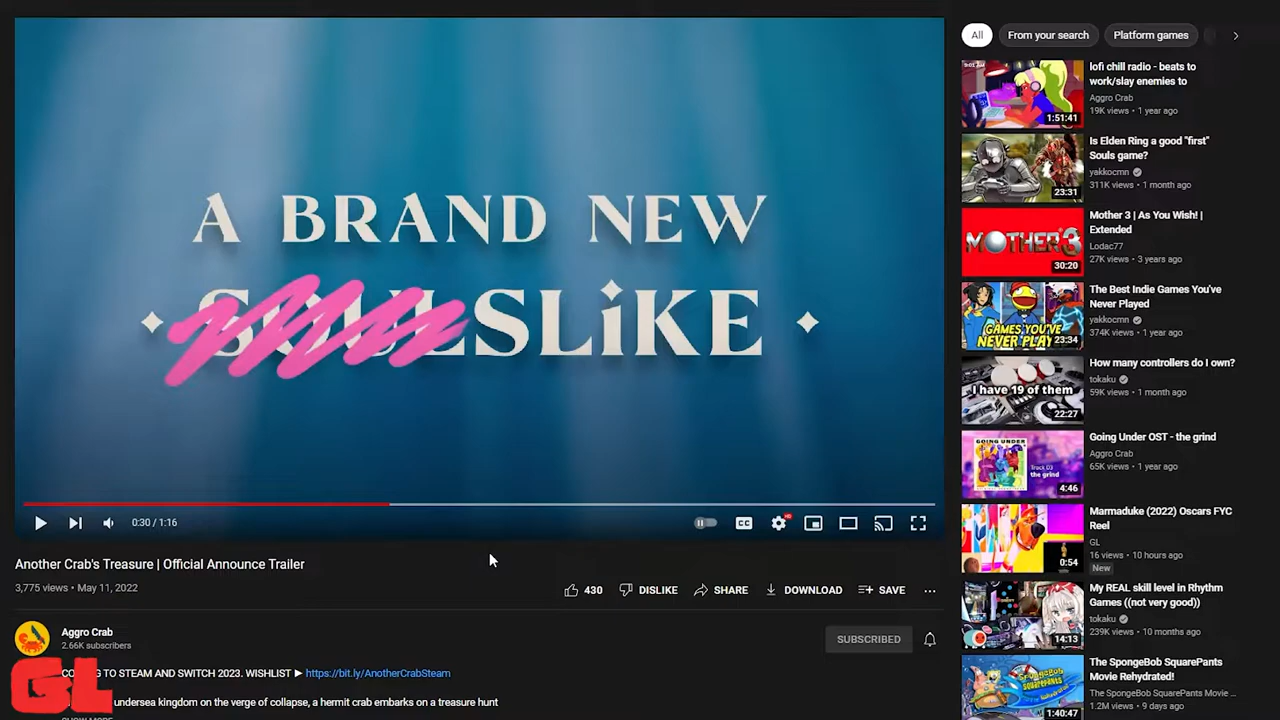 A BRAND NEW
SOULSLiKE
0:30 / 1:16
CC
HD
Another Crab's Treasure | Official Announce Trailer
3,775 views • May 11, 2022
430
DISLIKE
SHARE
DOWNLOAD
SAVE
Aggro Crab
2.66K subscribers
SUBSCRIBED
TO STEAM AND SWITCH 2023. WISHLIST ► https://bit.ly/AnotherCrabSteam
undersea kingdom on the verge of collapse, a hermit crab embarks on a treasure hunt
GL
All
From your search
Platform games
lofi chill radio - beats to
work/slay enemies to
Aggro Crab
19K views • 1 year ago
1:51:41
Is Elden Ring a good "first"
Souls game?
yakkocmn
311K views • 1 month ago
23:31
Mother 3 | As You Wish! |
Extended
Lodac77
27K views • 3 years ago
MOTHER 3
30:20
The Best Indie Games You've
Never Played
yakkocmn
374K views • 1 year ago
GAMES YOU'VE
NEVER PLAY
23:34
How many controllers do I own?
tokaku
59K views • 1 month ago
I have 19 of them
22:27
Going Under OST - the grind
Aggro Crab
65K views • 1 year ago
GOING UNDER
Track 03
the grind
4:46
Marmaduke (2022) Oscars FYC
Reel
GL
16 views • 10 hours ago
New
0:54
My REAL skill level in Rhythm
Games ((not very good))
tokaku
239K views • 10 months ago
14:13
The SpongeBob SquarePants
Movie Rehydrated!
The SpongeBob SquarePants Movie ...
1.2M views • 9 days ago
1:40:47